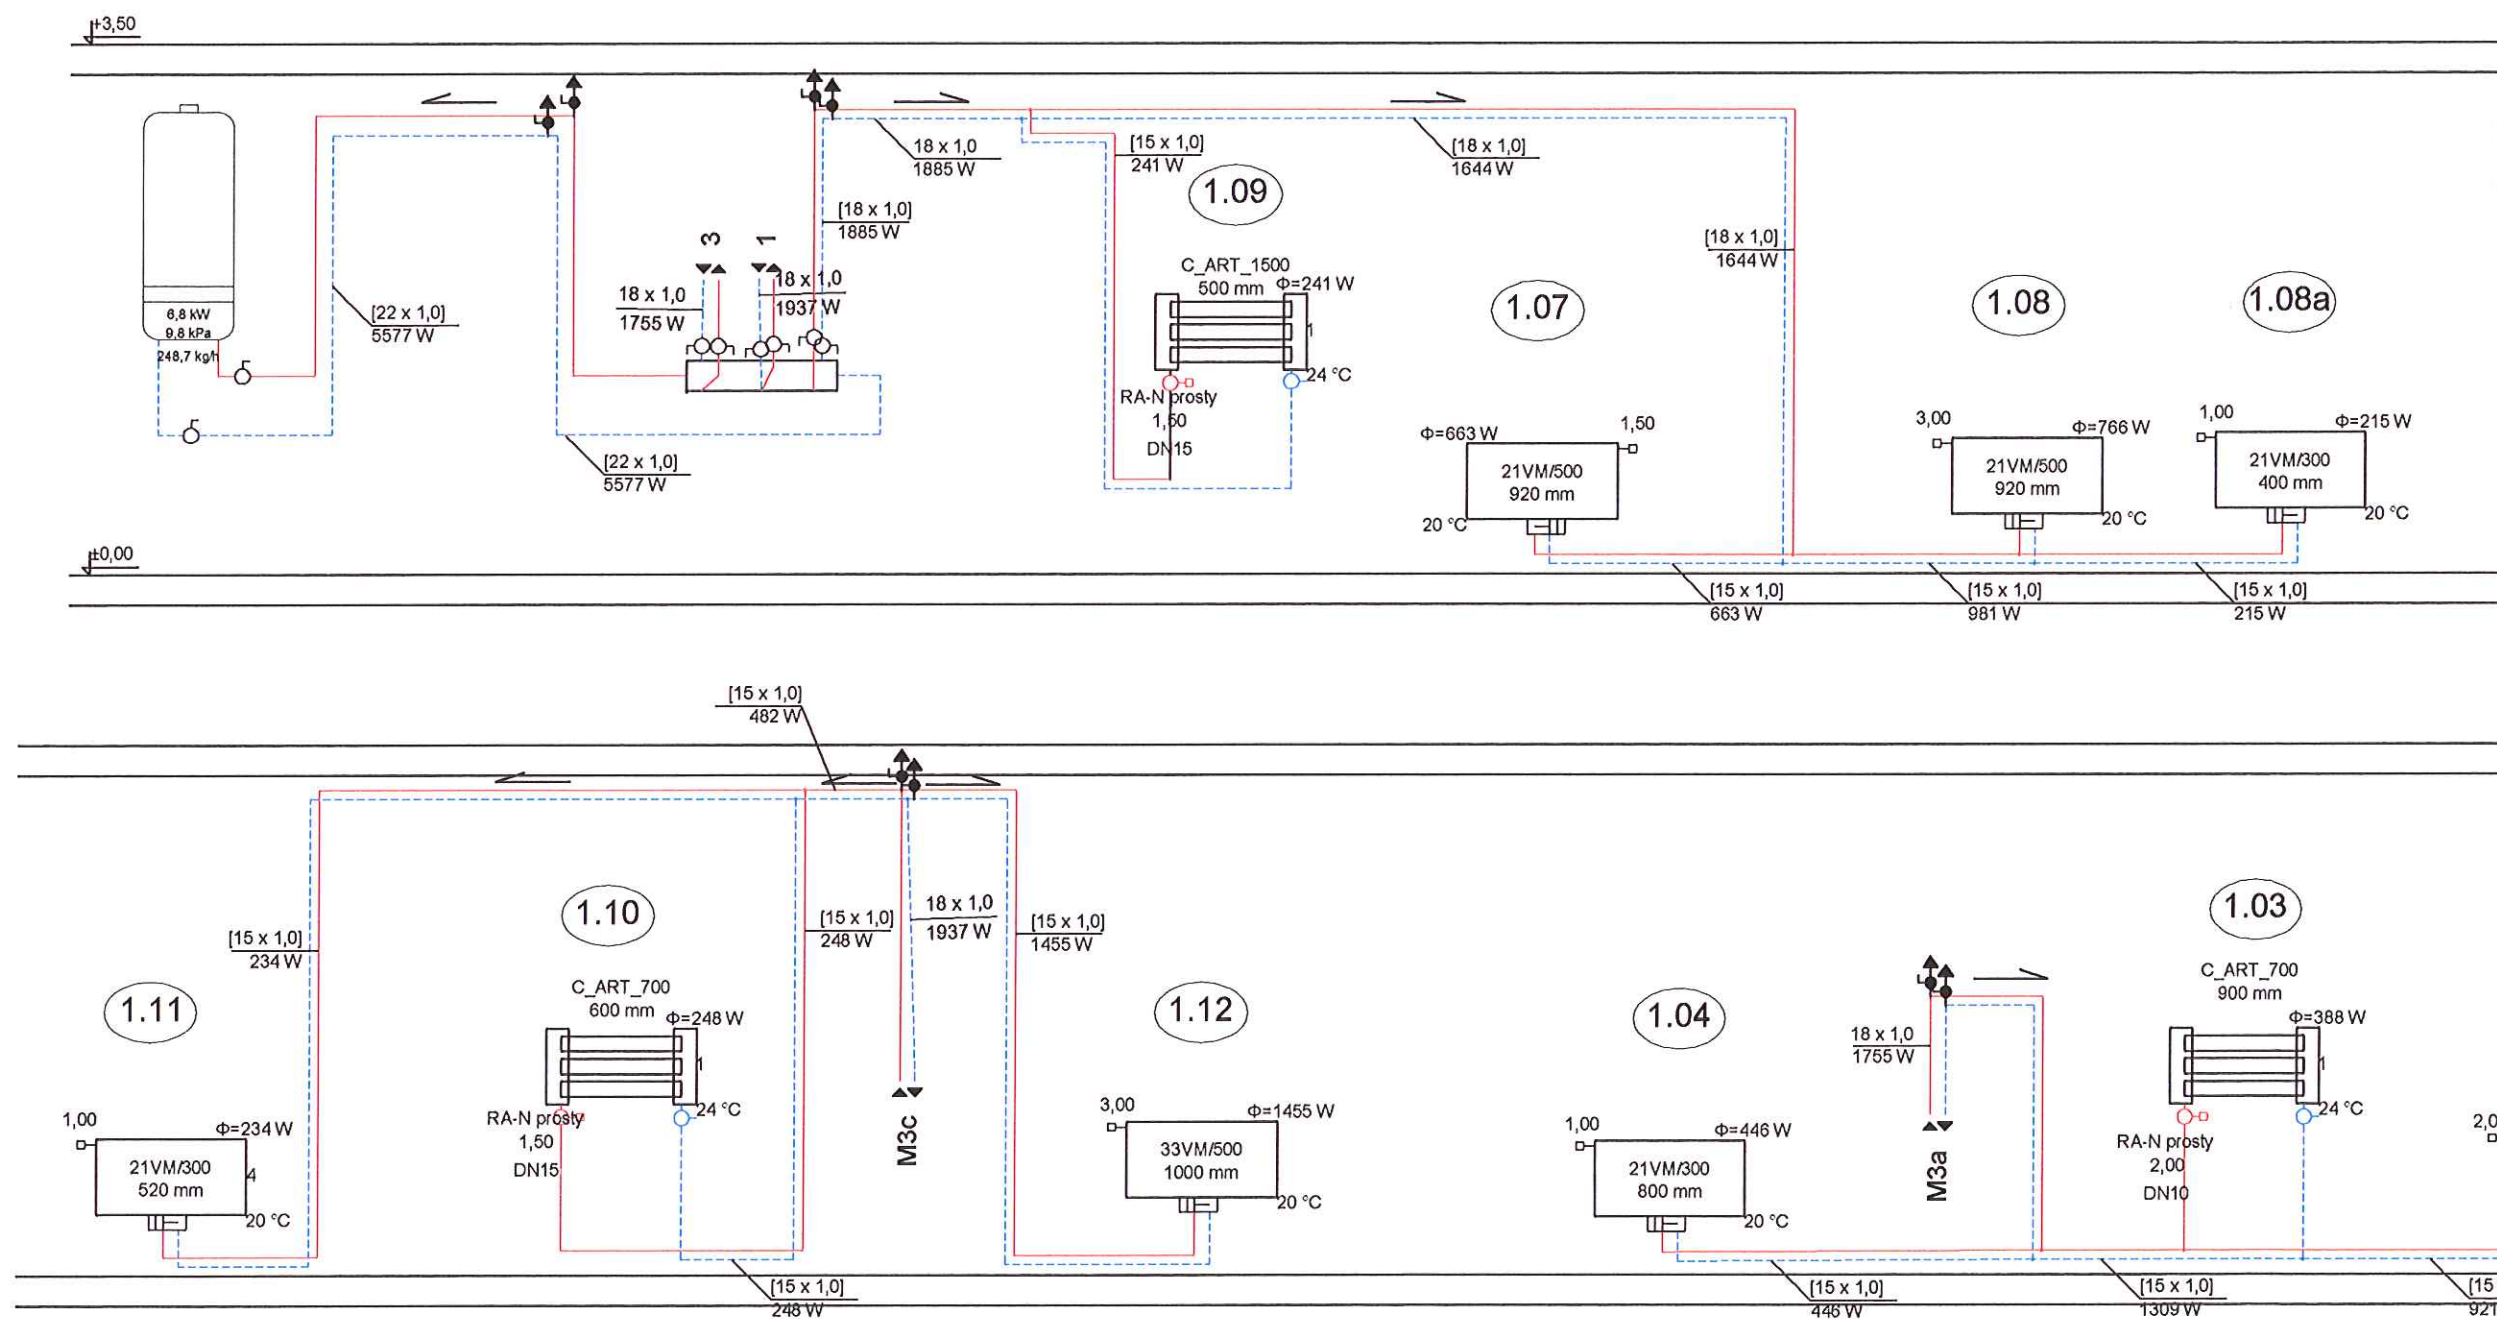 +3,50
6,8 kW
9,8 kPa
248,7 kg/h
[22 x 1,0]
5577 W
[22 x 1,0]
5577 W
3
1
18 x 1,0
1755 W
18 x 1,0
1937 W
[18 x 1,0]
1885 W
18 x 1,0
1885 W
[15 x 1,0]
241 W
1.09
C_ART_1500
500 mm
Φ=241 W
1
24 °C
RA-N prosty
1,50
DN15
[18 x 1,0]
1644 W
[18 x 1,0]
1644 W
1.07
Φ=663 W
1,50
21VM/500
920 mm
20 °C
1.08
3,00
Φ=766 W
21VM/500
920 mm
20 °C
1.08a
1,00
Φ=215 W
21VM/300
400 mm
20 °C
±0,00
[15 x 1,0]
663 W
[15 x 1,0]
981 W
[15 x 1,0]
215 W
[15 x 1,0]
482 W
[15 x 1,0]
234 W
1.11
1,00
Φ=234 W
21VM/300
520 mm
4
20 °C
1.10
C_ART_700
600 mm
Φ=248 W
1
24 °C
RA-N prosty
1,50
DN15
[15 x 1,0]
248 W
[15 x 1,0]
248 W
18 x 1,0
1937 W
M3c
[15 x 1,0]
1455 W
1.12
3,00
Φ=1455 W
33VM/500
1000 mm
20 °C
1.04
1,00
Φ=446 W
21VM/300
800 mm
20 °C
18 x 1,0
1755 W
M3a
1.03
C_ART_700
900 mm
Φ=388 W
1
24 °C
RA-N prosty
2,00
DN10
2,0
[15 x 1,0]
446 W
[15 x 1,0]
1309 W
[15
921